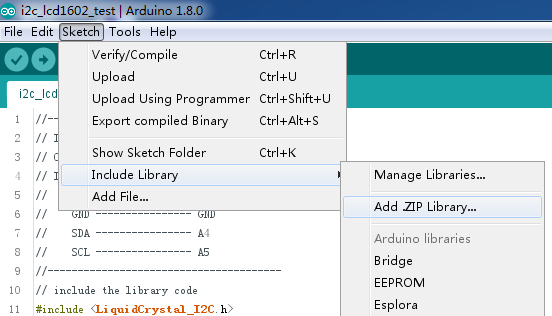 i2c_lcd1602_test | Arduino 1.8.0
File Edit Sketch Tools Help
Verify/Compile Ctrl+R
Upload Ctrl+U
Upload Using Programmer Ctrl+Shift+U
Export compiled Binary Ctrl+Alt+S
Show Sketch Folder Ctrl+K
Include Library
Add File...
Manage Libraries...
Add .ZIP Library...
Arduino libraries
Bridge
EEPROM
Esplora
i2c_lcd
1 //--
2 // I
3 // C
4 // I
5 //
6 // GND ---------------- GND
7 // SDA ---------------- A4
8 // SCL ---------------- A5
9 //--------------------------------------
10 // include the library code
11 #include <LiquidCrystal_I2C.h>